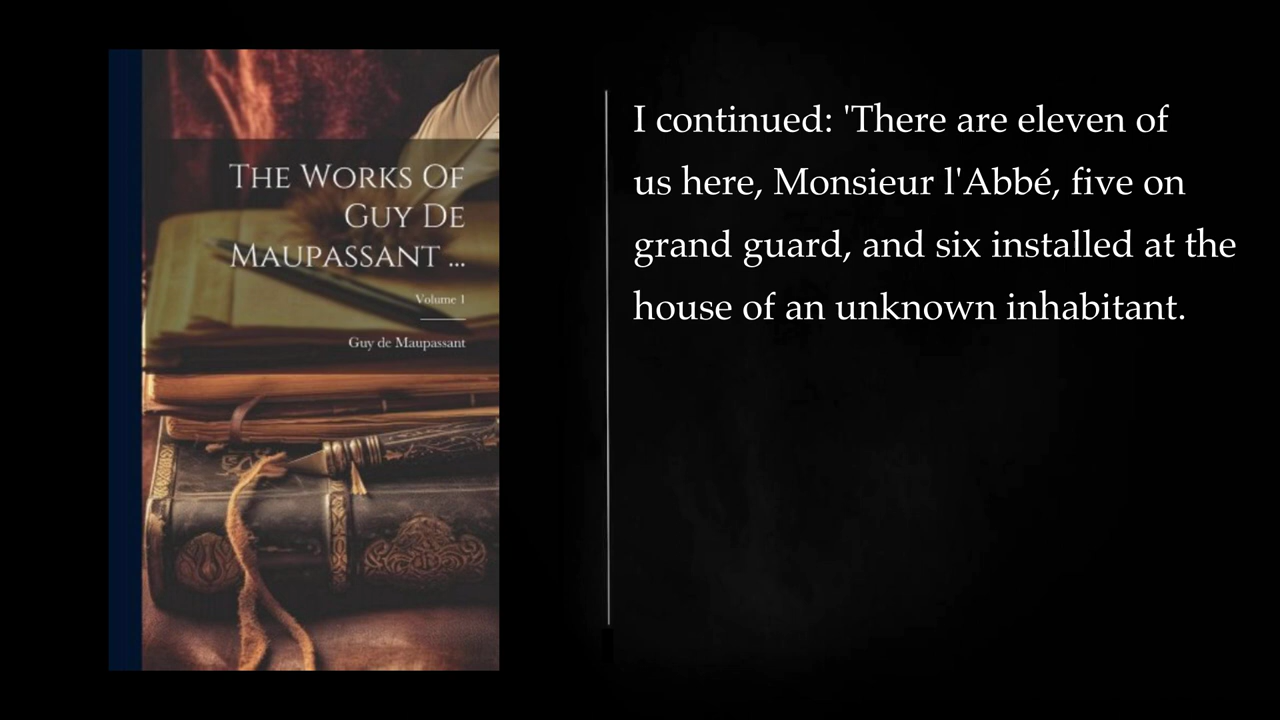 THE WORKS OF
GUY DE
MAUPASSANT ...
Volume 1
Guy de Maupassant
I continued: 'There are eleven of
us here, Monsieur l'Abbé, five on
grand guard, and six installed at the
house of an unknown inhabitant.